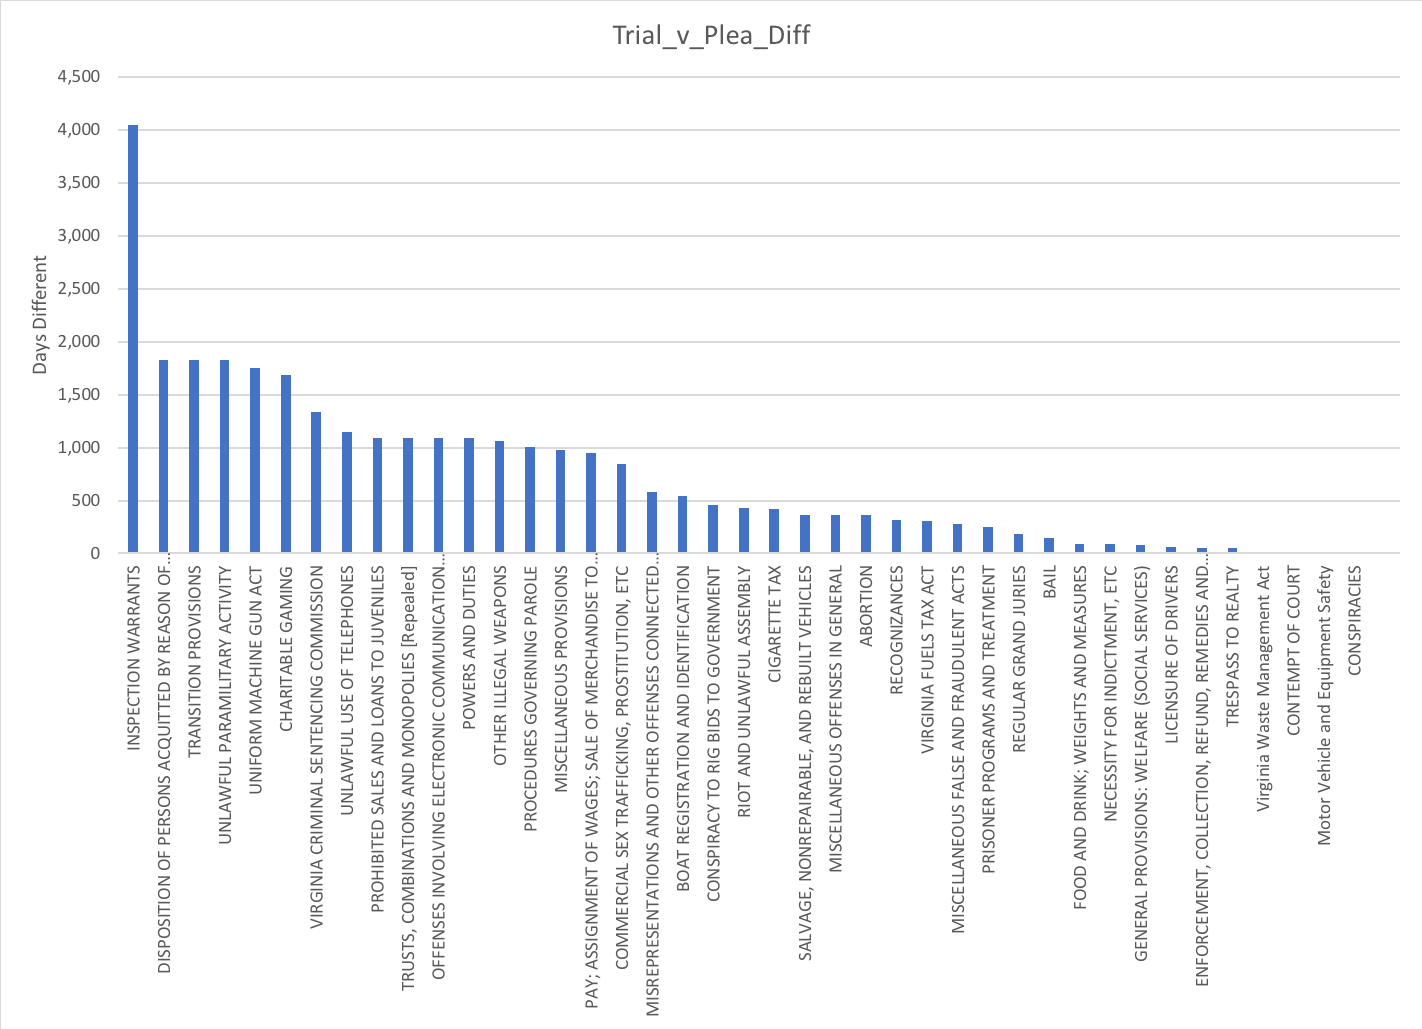 Trial_v_Plea_Diff
4,500
4,000
3,500
3,000
2,500
2,000
1,500
1,000
500
0
Days Different
INSPECTION WARRANTS
DISPOSITION OF PERSONS ACQUITTED BY REASON OF…
TRANSITION PROVISIONS
UNLAWFUL PARAMILITARY ACTIVITY
UNIFORM MACHINE GUN ACT
CHARITABLE GAMING
VIRGINIA CRIMINAL SENTENCING COMMISSION
UNLAWFUL USE OF TELEPHONES
PROHIBITED SALES AND LOANS TO JUVENILES
TRUSTS, COMBINATIONS AND MONOPOLIES [Repealed]
OFFENSES INVOLVING ELECTRONIC COMMUNICATION…
POWERS AND DUTIES
OTHER ILLEGAL WEAPONS
PROCEDURES GOVERNING PAROLE
MISCELLANEOUS PROVISIONS
PAY; ASSIGNMENT OF WAGES; SALE OF MERCHANDISE TO…
COMMERCIAL SEX TRAFFICKING, PROSTITUTION, ETC
MISREPRESENTATIONS AND OTHER OFFENSES CONNECTED…
BOAT REGISTRATION AND IDENTIFICATION
CONSPIRACY TO RIG BIDS TO GOVERNMENT
RIOT AND UNLAWFUL ASSEMBLY
CIGARETTE TAX
SALVAGE, NONREPAIRABLE, AND REBUILT VEHICLES
MISCELLANEOUS OFFENSES IN GENERAL
ABORTION
RECOGNIZANCES
VIRGINIA FUELS TAX ACT
MISCELLANEOUS FALSE AND FRAUDULENT ACTS
PRISONER PROGRAMS AND TREATMENT
REGULAR GRAND JURIES
BAIL
FOOD AND DRINK; WEIGHTS AND MEASURES
NECESSITY FOR INDICTMENT, ETC
GENERAL PROVISIONS: WELFARE (SOCIAL SERVICES)
LICENSURE OF DRIVERS
ENFORCEMENT, COLLECTION, REFUND, REMEDIES AND…
TRESPASS TO REALTY
Virginia Waste Management Act
CONTEMPT OF COURT
Motor Vehicle and Equipment Safety
CONSPIRACIES